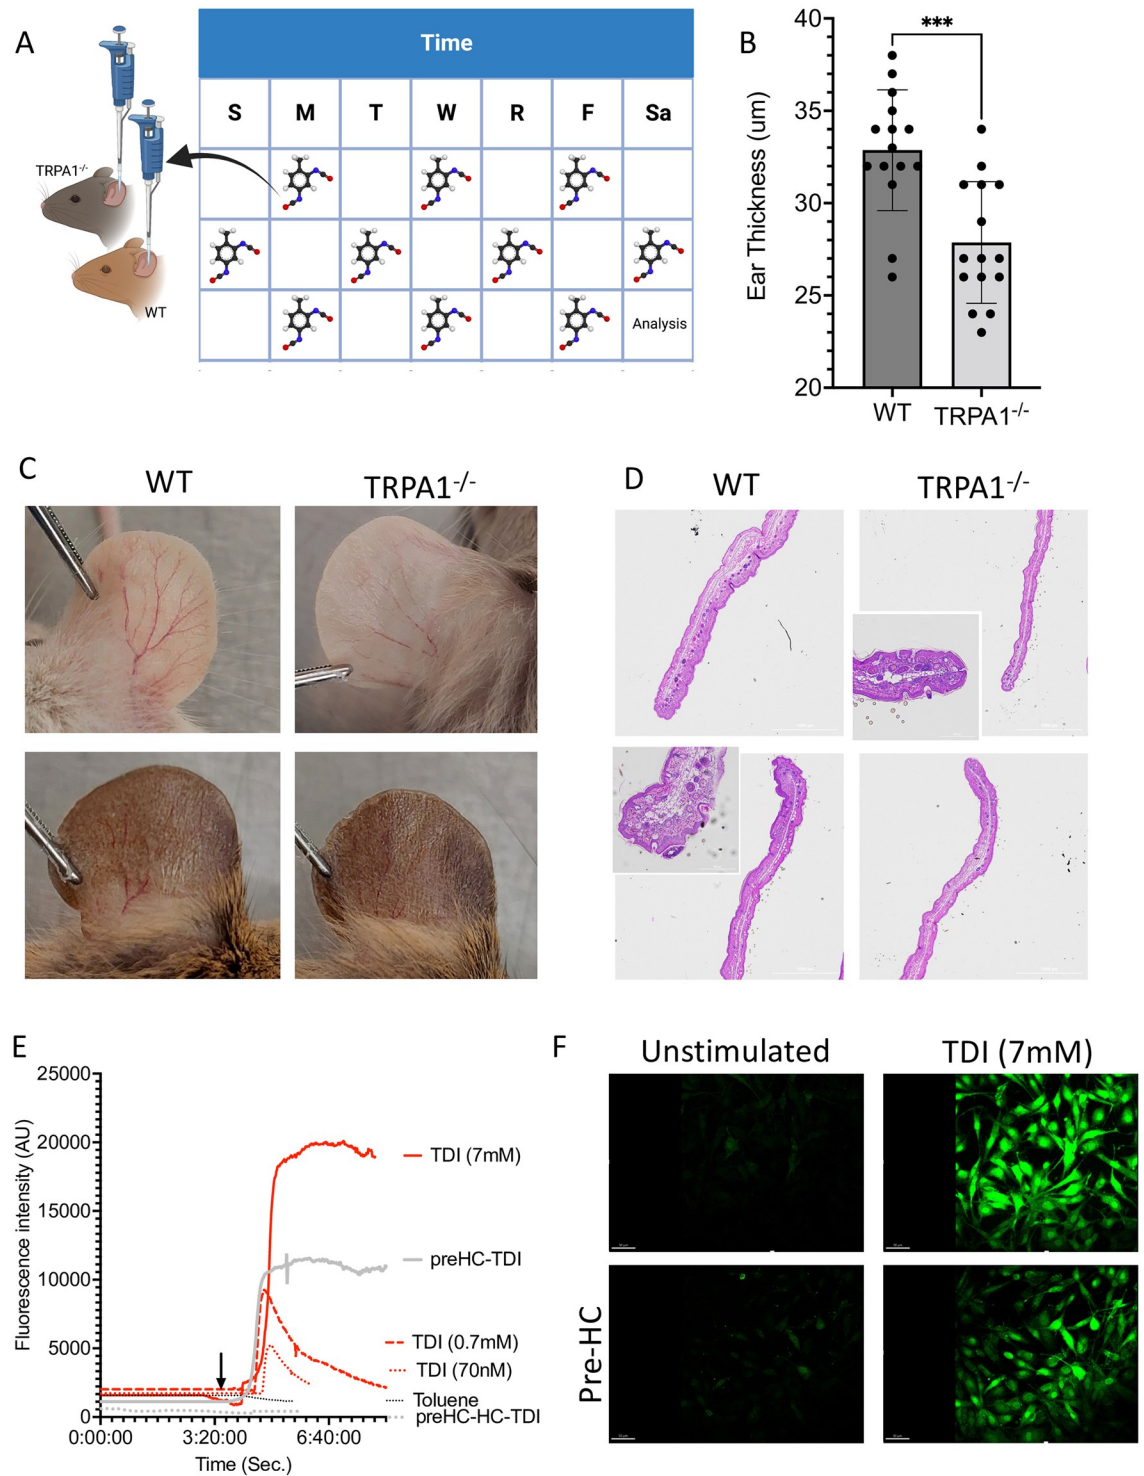 A
Time
S M T W R F Sa
TRPA1-/-
WT
Analysis
B
***
Ear Thickness (um)
40
35
30
25
20
WT TRPA1-/-
C
WT TRPA1-/-
D
WT TRPA1-/-
E
Fluorescence intensity (AU)
25000
20000
15000
10000
5000
0
TDI (7mM)
preHC-TDI
TDI (0.7mM)
TDI (70nM)
Toluene
preHC-HC-TDI
0:00:00 3:20:00 6:40:00
Time (Sec.)
F
Unstimulated TDI (7mM)
Pre-HC